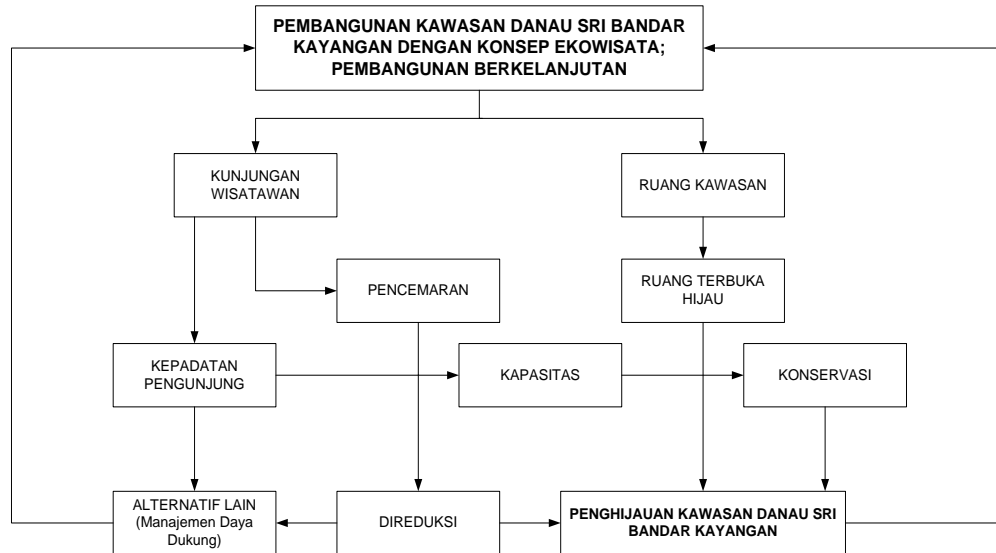 PEMBANGUNAN KAWASAN DANAU SRI BANDAR
KAYANGAN DENGAN KONSEP EKOWISATA;
PEMBANGUNAN BERKELANJUTAN
KUNJUNGAN
WISATAWAN
RUANG KAWASAN
PENCEMARAN
RUANG TERBUKA
HIJAU
KEPADATAN
PENGUNJUNG
KAPASITAS
KONSERVASI
ALTERNATIF LAIN
(Manajemen Daya
Dukung)
DIREDUKSI
PENGHIJAUAN KAWASAN DANAU SRI
BANDAR KAYANGAN